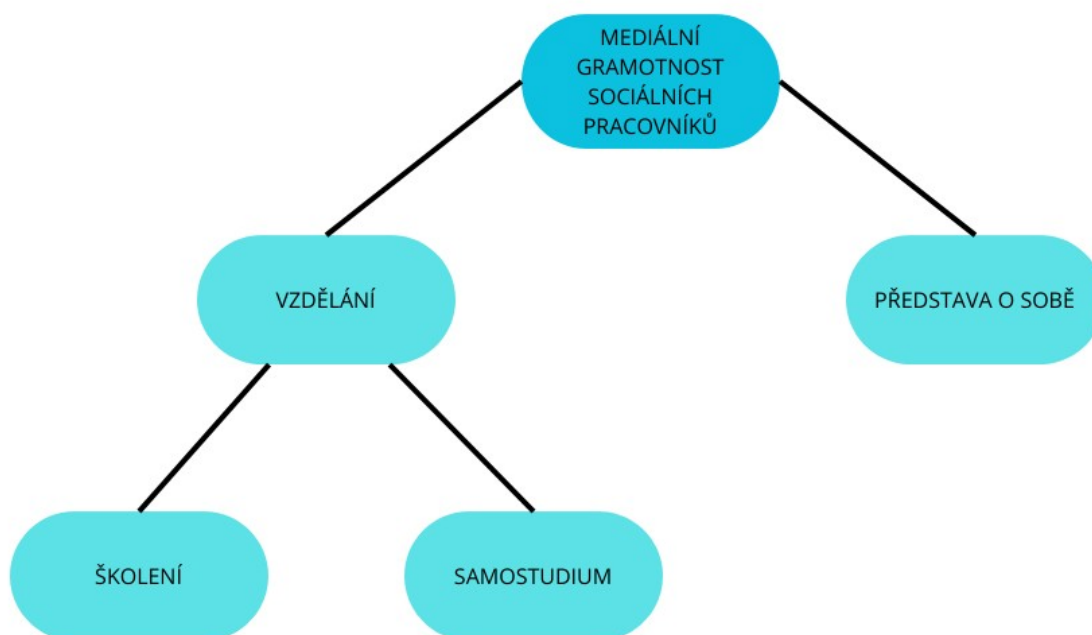 MEDIÁLNÍ
GRAMOTNOST
SOCIÁLNÍCH
PRACOVNÍKŮ
VZDĚLÁNÍ
PŘEDSTAVA O SOBĚ
ŠKOLENÍ
SAMOSTUDIUM